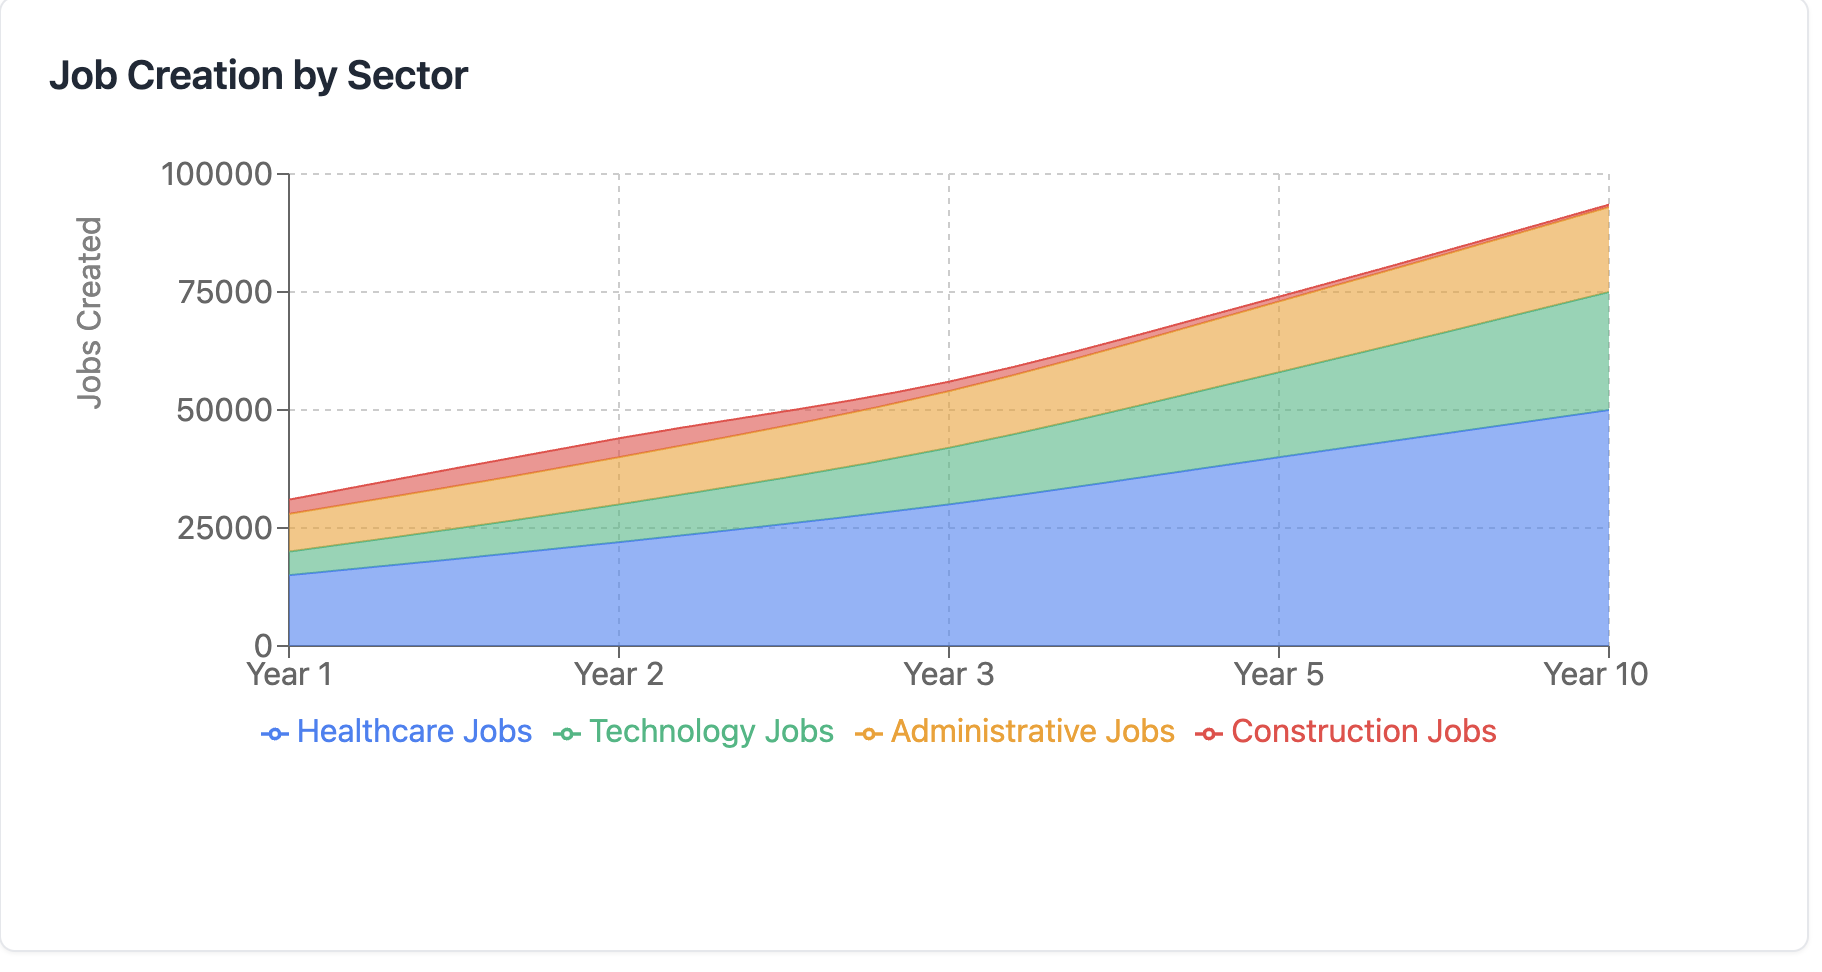 Job Creation by Sector
100000
75000
50000
25000
0
Jobs Created
Year 1 Year 2 Year 3 Year 5 Year 10
Healthcare Jobs Technology Jobs Administrative Jobs Construction Jobs